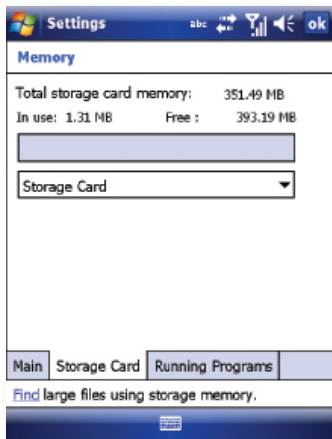 Settings abc ok
Memory
Total storage card memory: 351.49 MB
In use: 1.31 MB Free : 393.19 MB
Storage Card
Main Storage Card Running Programs
Find large files using storage memory.